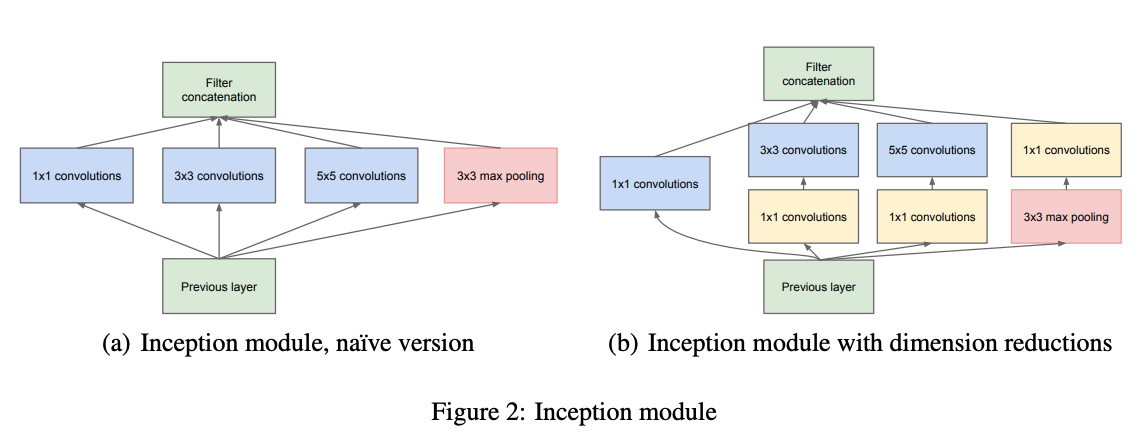 Filter
concatenation
1x1 convolutions
3x3 convolutions
5x5 convolutions
3x3 max pooling
Previous layer
(a) Inception module, naïve version
Filter
concatenation
3x3 convolutions
5x5 convolutions
1x1 convolutions
1x1 convolutions
1x1 convolutions
1x1 convolutions
3x3 max pooling
Previous layer
(b) Inception module with dimension reductions
Figure 2: Inception module